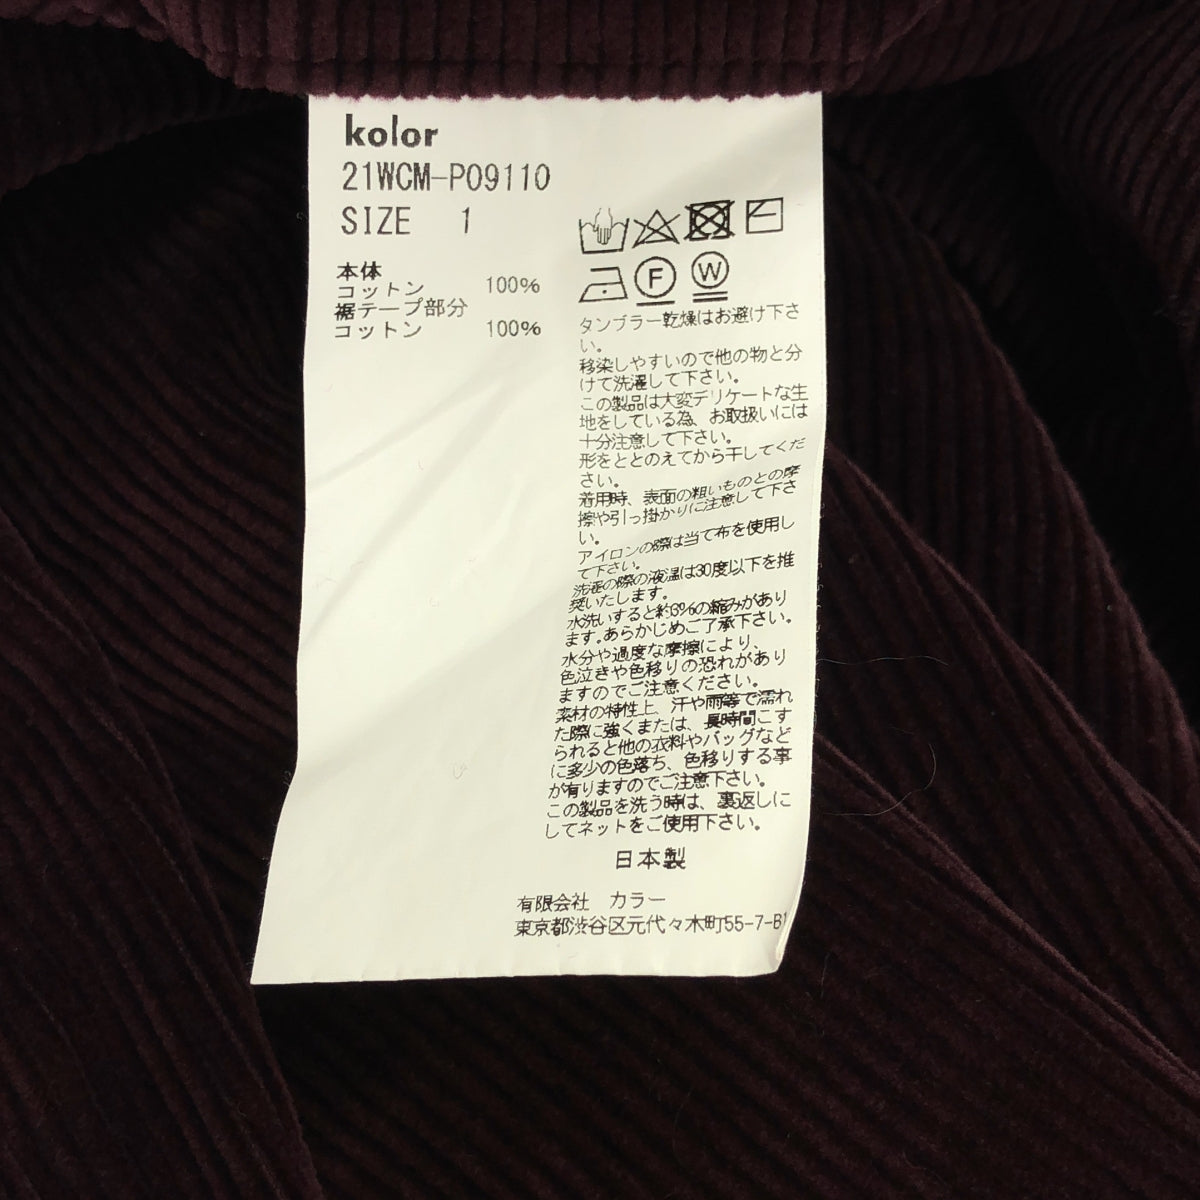 kolor
21WCM-P09110
SIZE 1
本体
コットン 100%
裾テープ部分
コットン 100%
F W
タンブラー乾燥はお避け下さ
い。
移染しやすいので他の物と分
けて洗濯して下さい。
この製品は大変デリケートな生
地をしている為、お取扱いには
十分注意して下さい。
形をととのえてから干してくだ
さい。
着用時、表面の粗いものとの摩
擦や引っ掛かりに注意して下さ
い。
アイロンの際は当て布を使用し
て下さい。
洗濯の際の液温は30度以下を推
奨いたします。
水洗いすると約3%の縮みがあり
ます。あらかじめご了承下さい。
水分や過度な摩擦により、
色泣きや色移りの恐れがあり
ますのでご注意ください。
素材の特性上、汗や雨等で濡れ
た際に強くまたは、長時間こす
られると他の衣料やバッグなど
に多少の色落ち、色移りする事
が有りますのでご注意下さい。
この製品を洗う時は、裏返しに
してネットをご使用下さい。
日本製
有限会社 カラー
東京都渋谷区元代々木町55-7-B1